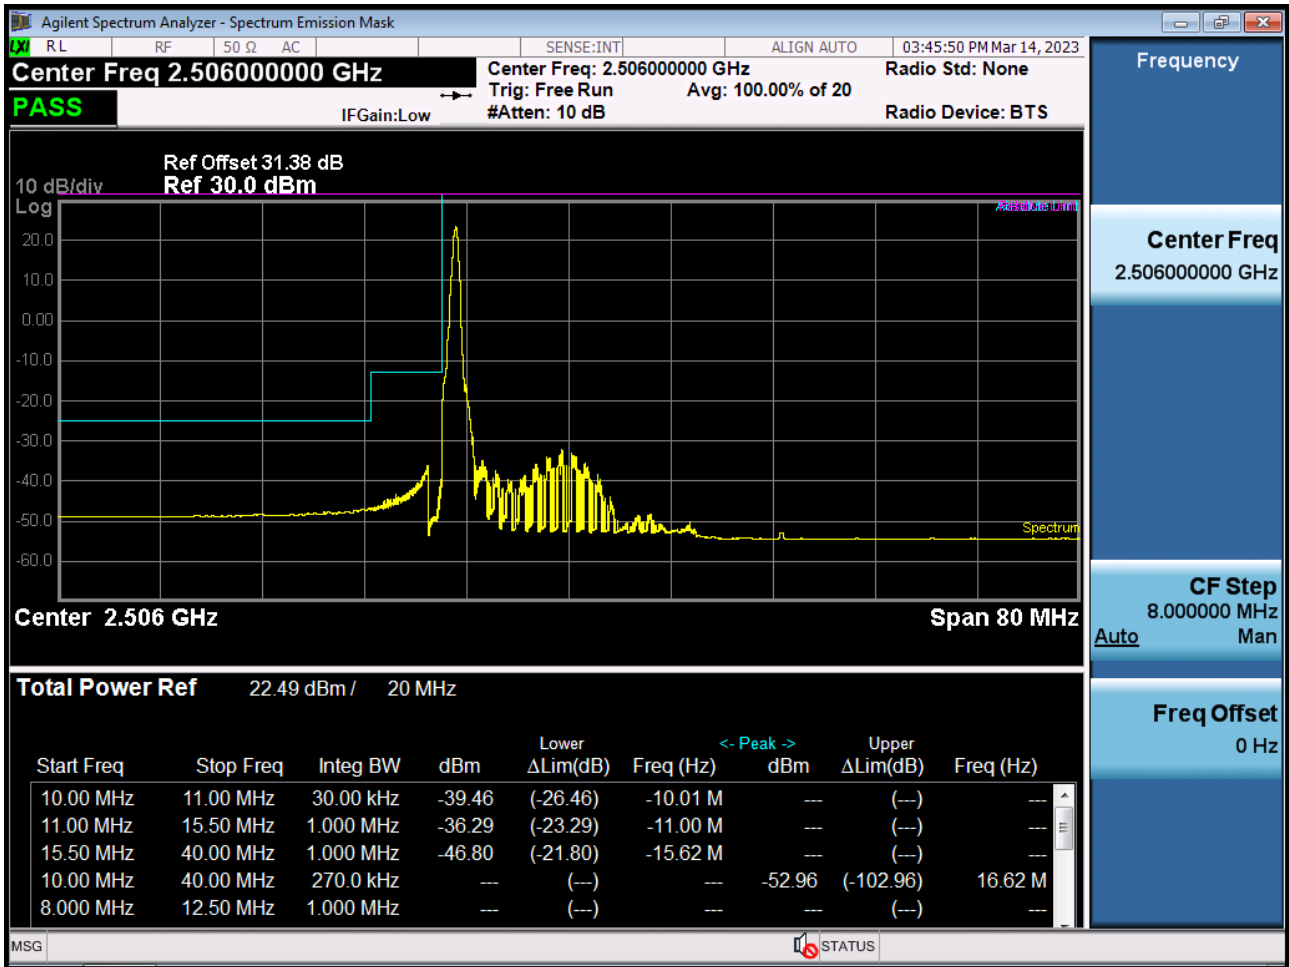 Agilent Spectrum Analyzer - Spectrum Emission Mask
LXI RL RF 50 Ω AC SENSE:INT ALIGN AUTO 03:45:50 PM Mar 14, 2023
Center Freq 2.506000000 GHz
PASS
IFGain:Low
Center Freq: 2.506000000 GHz
Trig: Free Run Avg: 100.00% of 20
#Atten: 10 dB
Radio Std: None
Radio Device: BTS
Ref Offset 31.38 dB
10 dB/div Ref 30.0 dBm
Log
20.0
10.0
0.00
-10.0
-20.0
-30.0
-40.0
-50.0
-60.0
Spectrum
Center 2.506 GHz Span 80 MHz
Total Power Ref 22.49 dBm / 20 MHz
Lower <- Peak -> Upper
Start Freq Stop Freq Integ BW dBm ΔLim(dB) Freq (Hz) dBm ΔLim(dB) Freq (Hz)
10.00 MHz 11.00 MHz 30.00 kHz -39.46 (-26.46) -10.01 M --- (---) ---
11.00 MHz 15.50 MHz 1.000 MHz -36.29 (-23.29) -11.00 M --- (---) ---
15.50 MHz 40.00 MHz 1.000 MHz -46.80 (-21.80) -15.62 M --- (---) ---
10.00 MHz 40.00 MHz 270.0 kHz --- (---) --- -52.96 (-102.96) 16.62 M
8.000 MHz 12.50 MHz 1.000 MHz --- (---) --- --- (---) ---
MSG STATUS
Frequency
Center Freq
2.506000000 GHz
CF Step
8.000000 MHz
Auto Man
Freq Offset
0 Hz